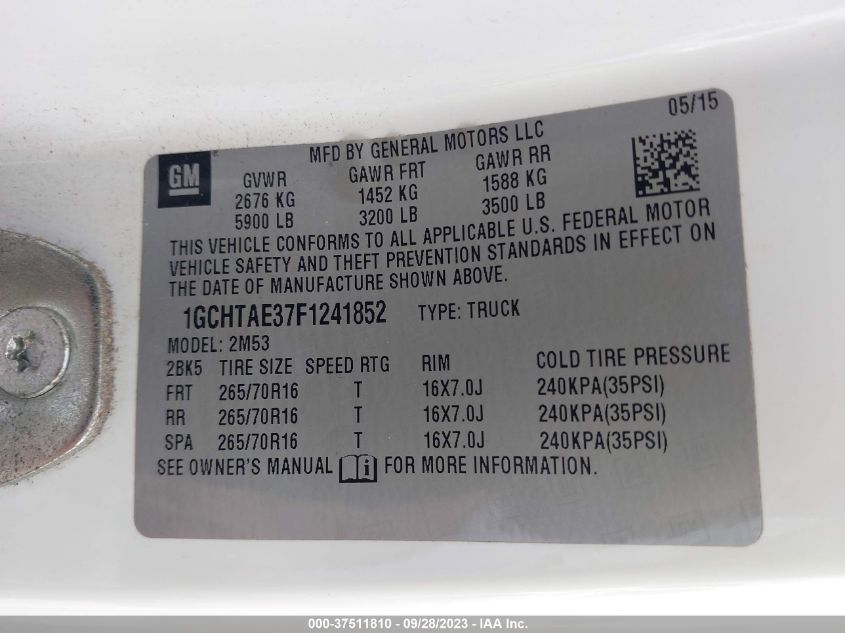 05/15
GM
MFD BY GENERAL MOTORS LLC
GVWR GAWR FRT GAWR RR
2676 KG 1452 KG 1588 KG
5900 LB 3200 LB 3500 LB
THIS VEHICLE CONFORMS TO ALL APPLICABLE U.S. FEDERAL MOTOR
VEHICLE SAFETY AND THEFT PREVENTION STANDARDS IN EFFECT ON
THE DATE OF MANUFACTURE SHOWN ABOVE.
1GCHTAE37F1241852 TYPE: TRUCK
MODEL: 2M53
2BK5 TIRE SIZE SPEED RTG RIM COLD TIRE PRESSURE
FRT 265/70R16 T 16X7.0J 240KPA(35PSI)
RR 265/70R16 T 16X7.0J 240KPA(35PSI)
SPA 265/70R16 T 16X7.0J 240KPA(35PSI)
SEE OWNER'S MANUAL i FOR MORE INFORMATION.
000-37511810 - 09/28/2023 - IAA Inc.